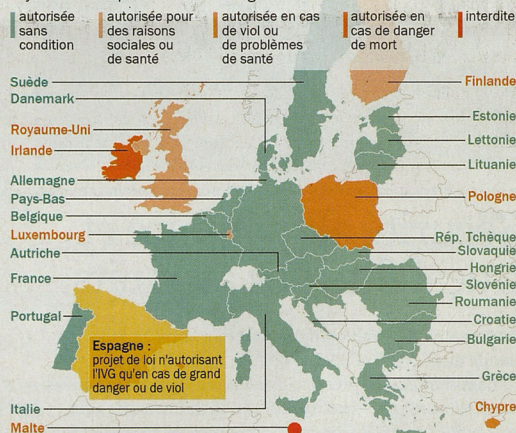 autorisée
sans
condition
autorisée pour
des raisons
sociales ou
de santé
autorisée en cas
de viol ou
de problèmes
de santé
autorisée en
cas de danger
de mort
interdite
Suède
Danemark
Royaume-Uni
Irlande
Allemagne
Pays-Bas
Belgique
Luxembourg
Autriche
France
Portugal
Espagne :
projet de loi n'autorisant
l'IVG qu'en cas de grand
danger ou de viol
Italie
Malte
Finlande
Estonie
Lettonie
Lituanie
Pologne
Rép. Tchèque
Slovaquie
Hongrie
Slovénie
Roumanie
Croatie
Bulgarie
Grèce
Chypre